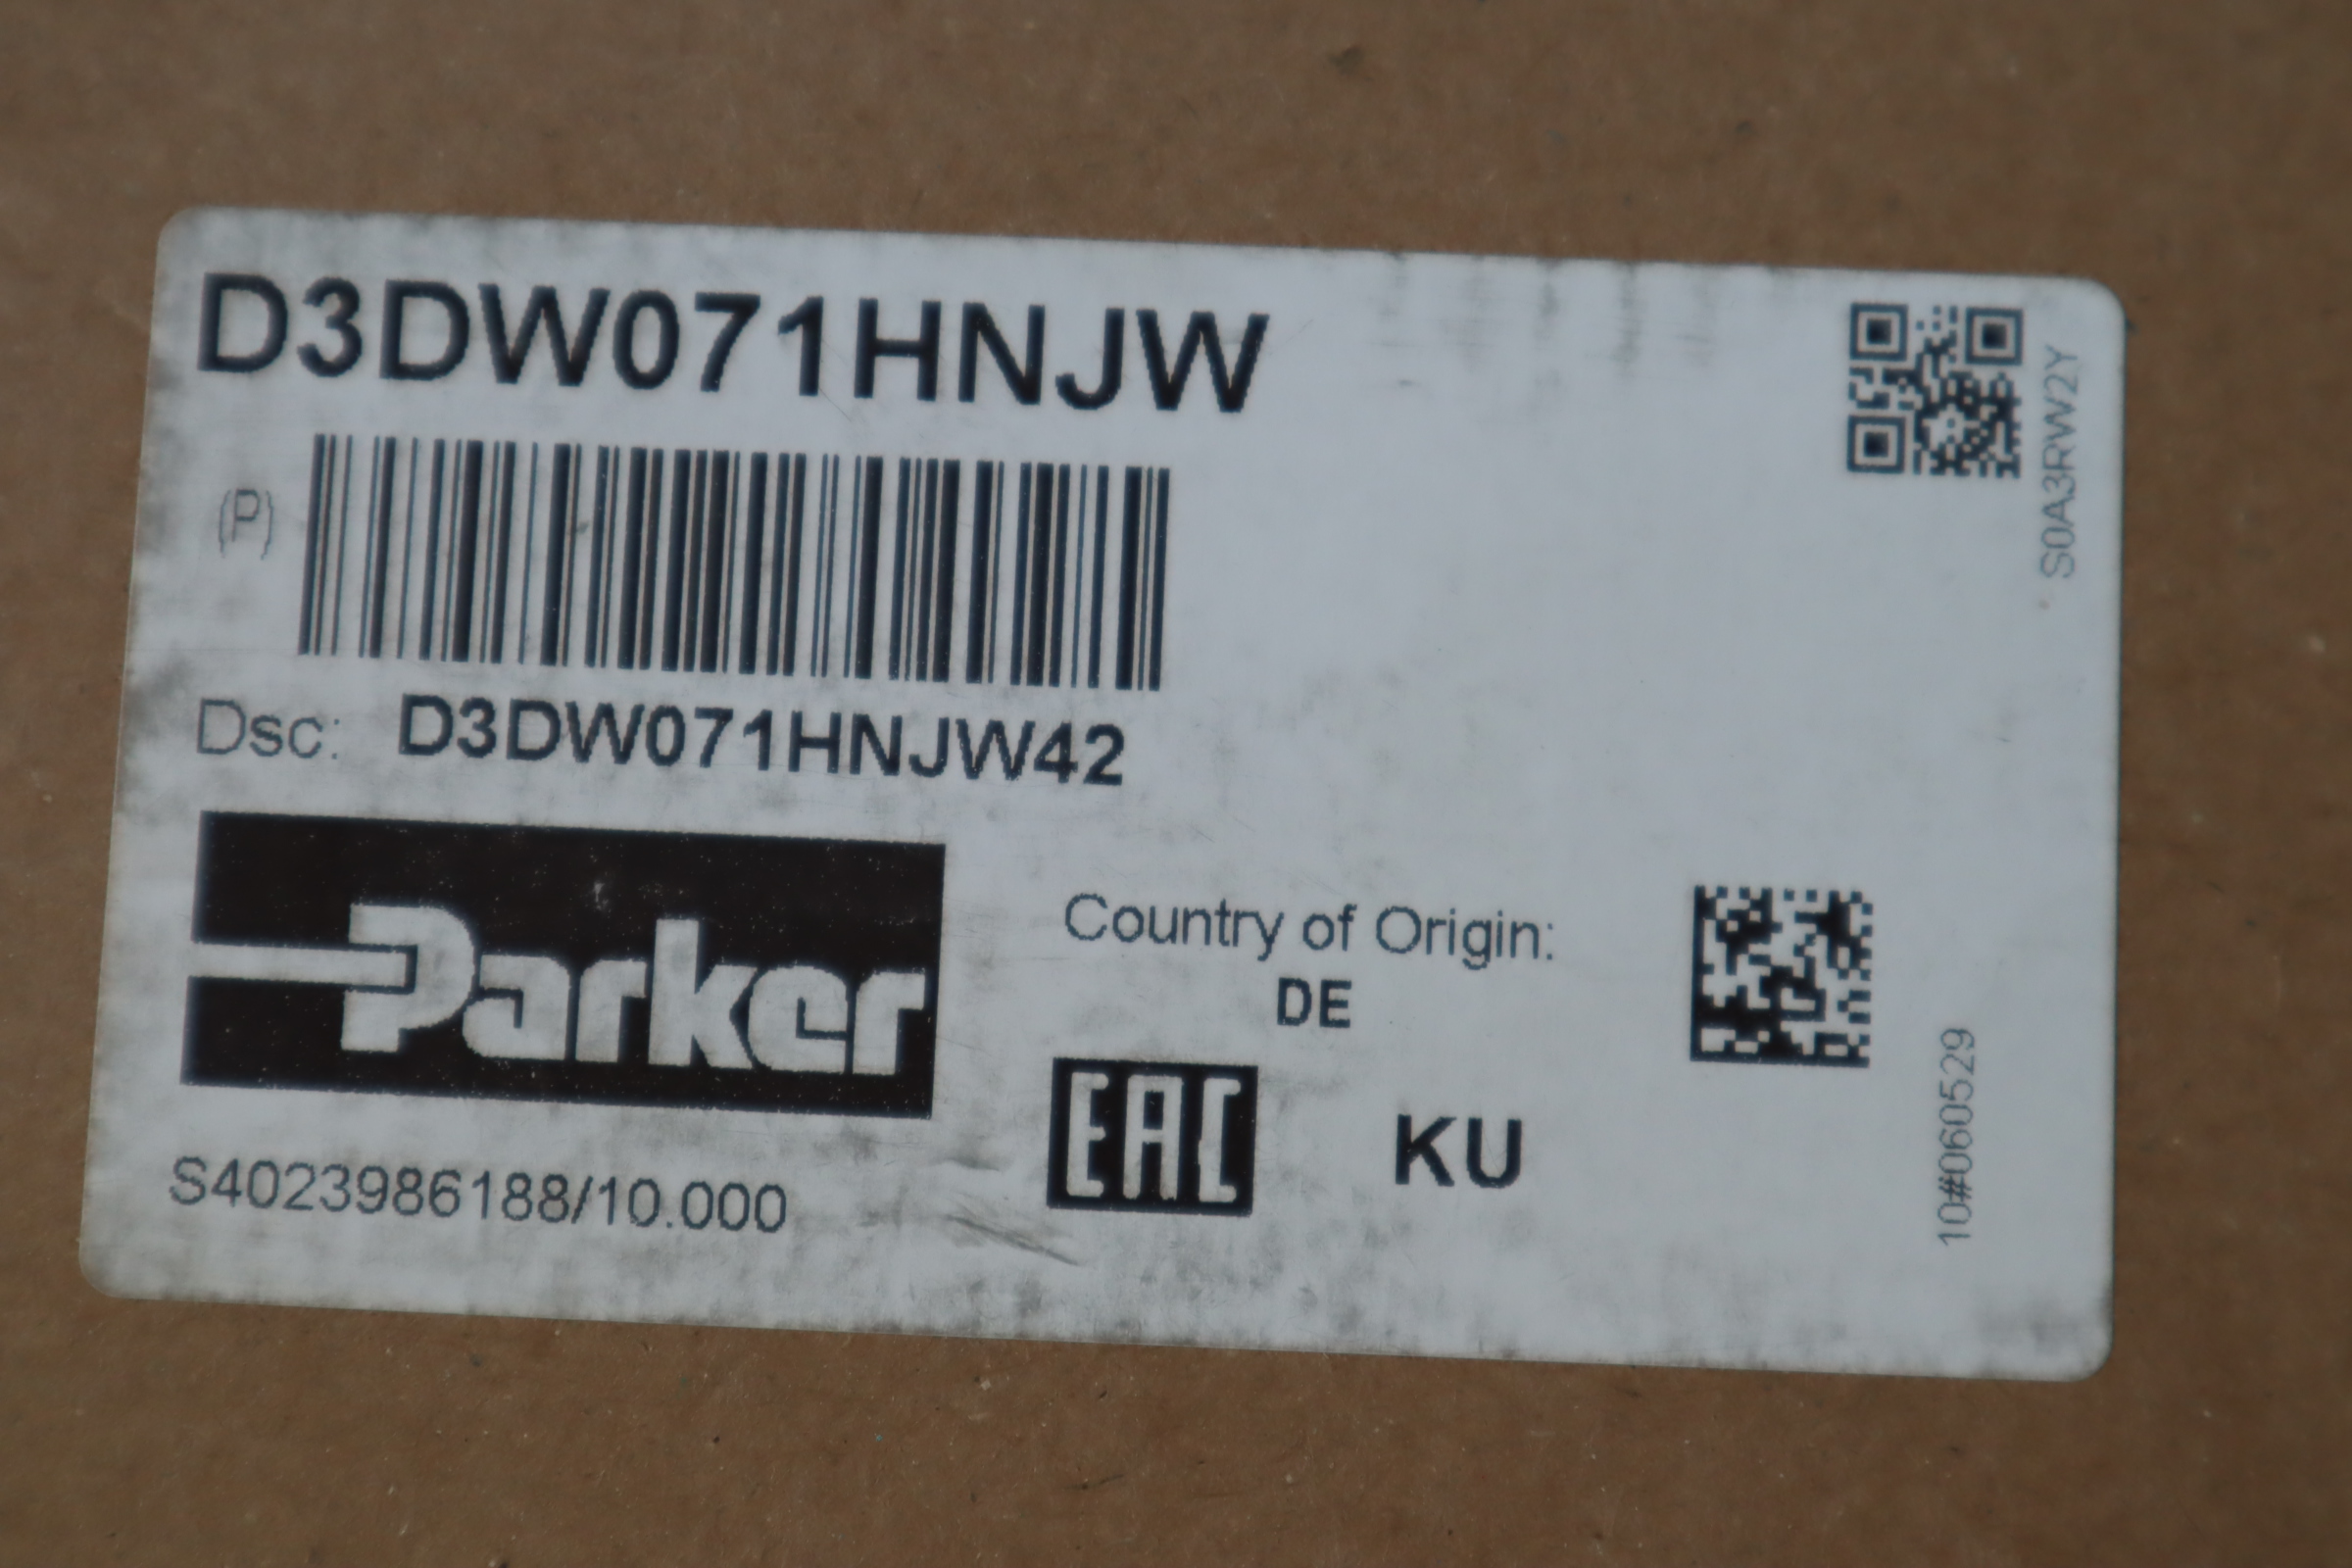 D3DW071HNJW
S0A3RW2Y
(P)
Dsc: D3DW071HNJW42
Parker
Country of Origin:
DE
EAC
KU
S4023986188/10.000
10#060529